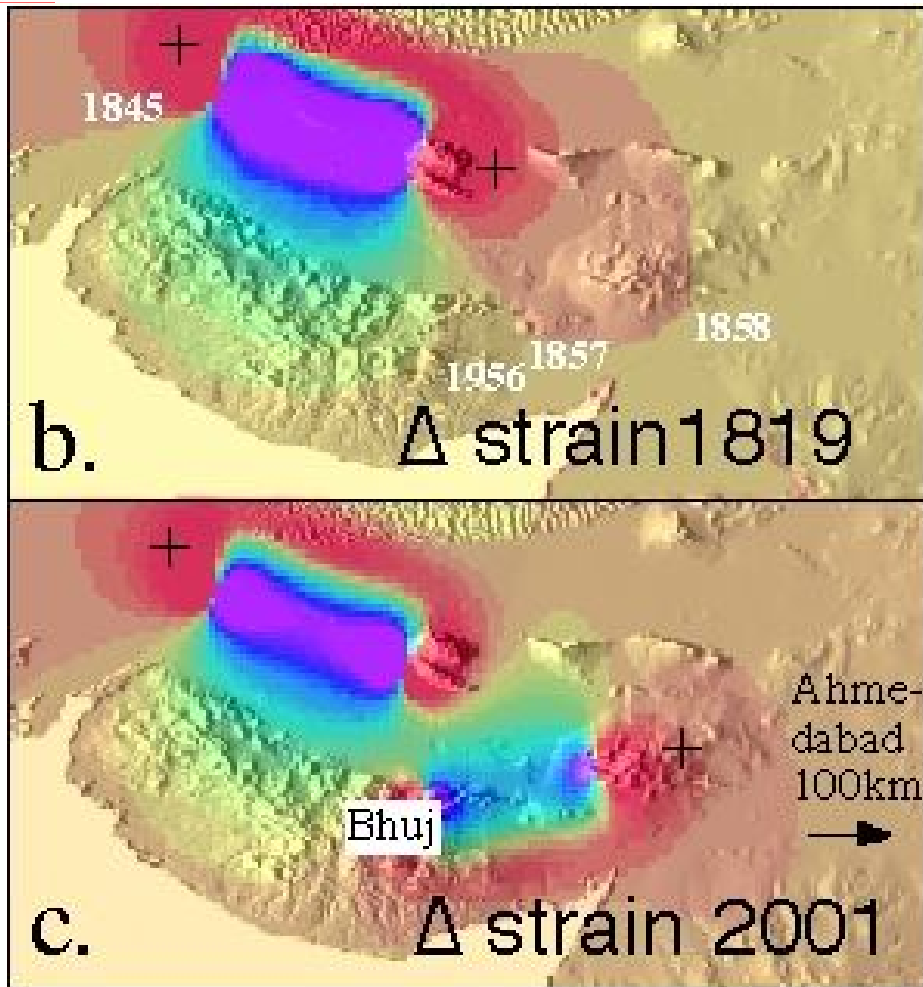 1845
1858
1857
1956
b.
Δ strain1819
Ahme-
dabad
100km
Bhuj
c.
Δ strain 2001